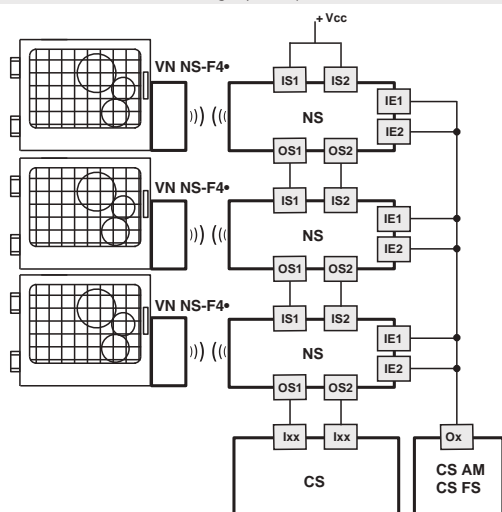 + Vcc
VN NS-F4•
IS1 IS2
IE1
NS
IE2
OS1 OS2
VN NS-F4•
IS1 IS2
IE1
NS
IE2
OS1 OS2
VN NS-F4•
IS1 IS2
IE1
NS
IE2
OS1 OS2
Ixx Ixx Ox
CS
CS AM
CS FS